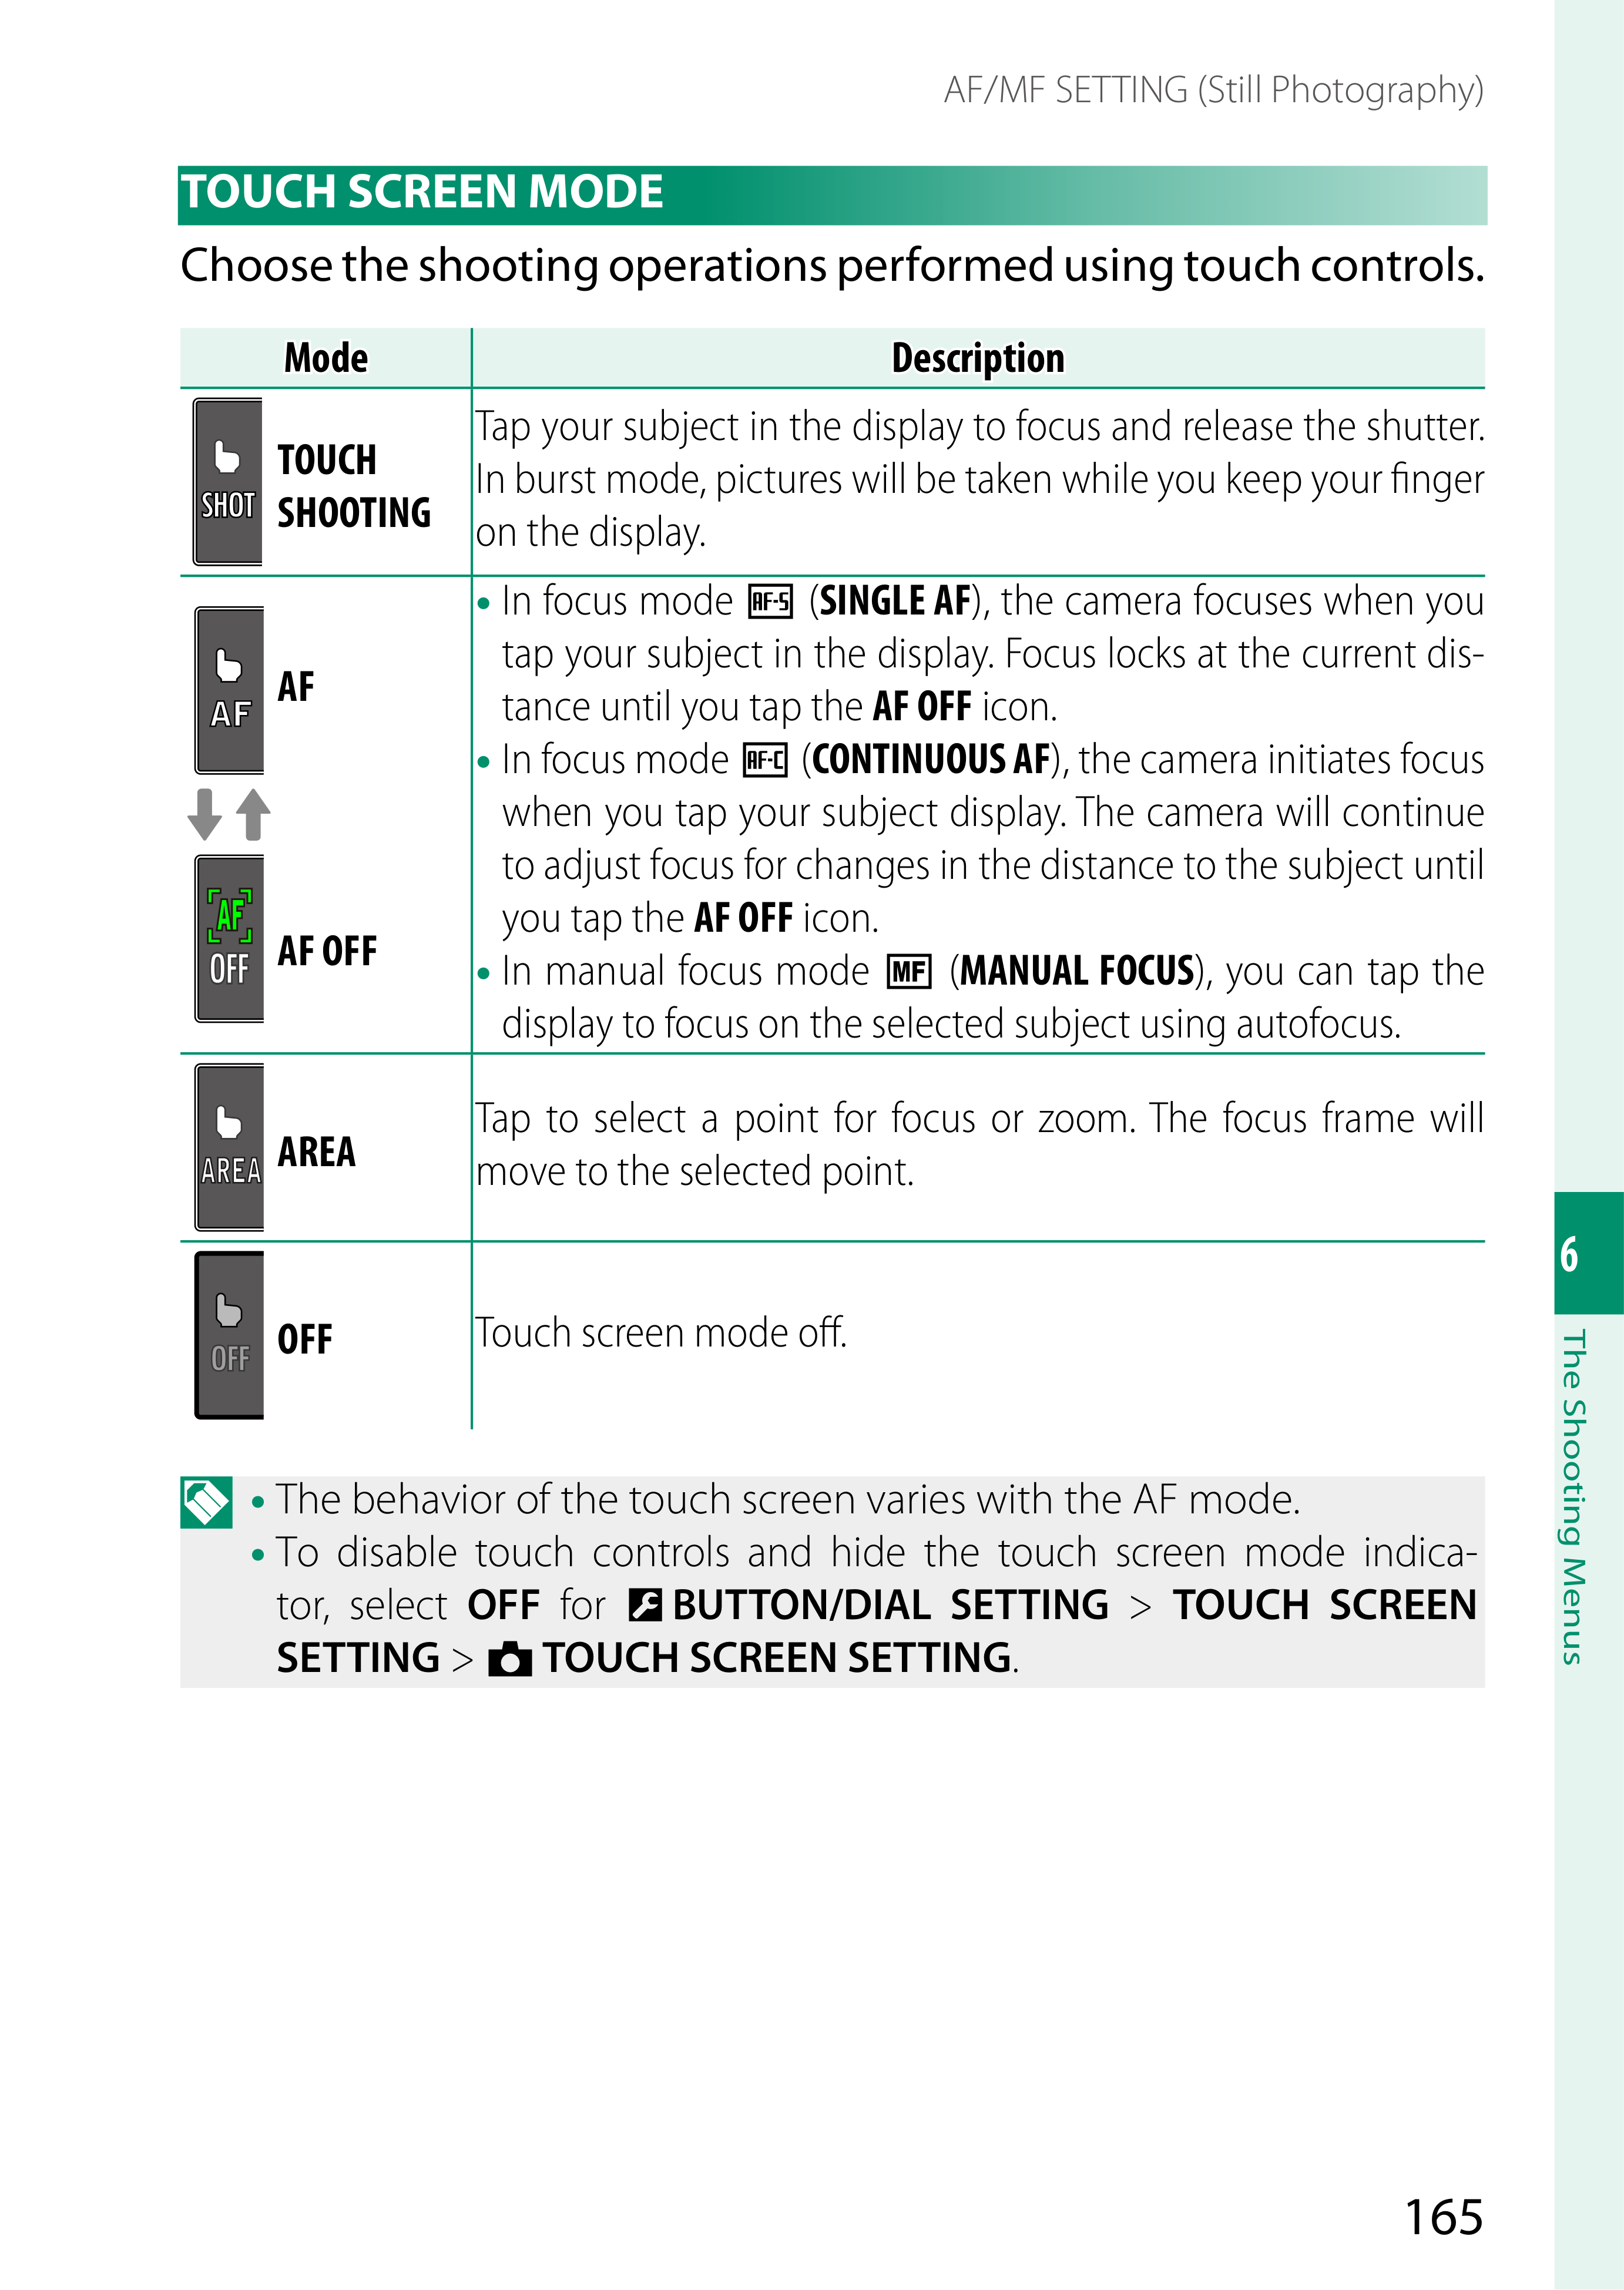 AF/MF SETTING (Still Photography)
TOUCH SCREEN MODE
Choose the shooting operations performed using touch controls.
Mode
Description
SHOT
TOUCH
SHOOTING
Tap your subject in the display to focus and release the shutter.
In burst mode, pictures will be taken while you keep your finger
on the display.
AF
AF
AF
OFF
AF OFF
• In focus mode AF-S (SINGLE AF), the camera focuses when you
tap your subject in the display. Focus locks at the current dis-
tance until you tap the AF OFF icon.
• In focus mode AF-C (CONTINUOUS AF), the camera initiates focus
when you tap your subject display. The camera will continue
to adjust focus for changes in the distance to the subject until
you tap the AF OFF icon.
• In manual focus mode MF (MANUAL FOCUS), you can tap the
display to focus on the selected subject using autofocus.
AREA
AREA
Tap to select a point for focus or zoom. The focus frame will
move to the selected point.
OFF
OFF
Touch screen mode off.
• The behavior of the touch screen varies with the AF mode.
• To disable touch controls and hide the touch screen mode indica-
tor, select OFF for BUTTON/DIAL SETTING > TOUCH SCREEN
SETTING > TOUCH SCREEN SETTING.
6
The Shooting Menus
165